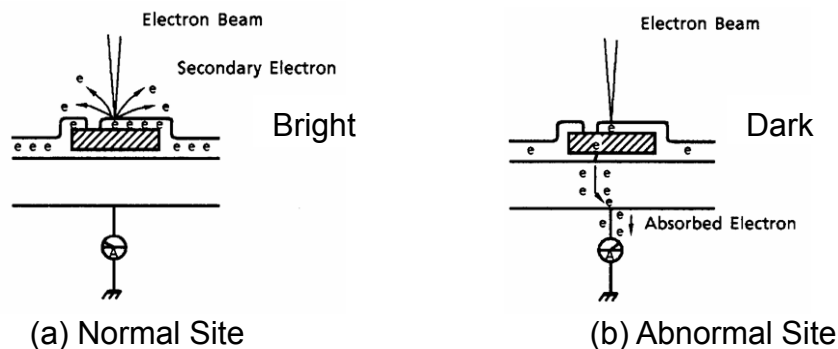 Electron Beam
Secondary Electron
e
e
e
e
Bright
e e e e e
e e e
e e e
A
(a) Normal Site
Electron Beam
Dark
e
e
e
e
e e
e e
e
e
e
e
Absorbed Electron
A
(b) Abnormal Site